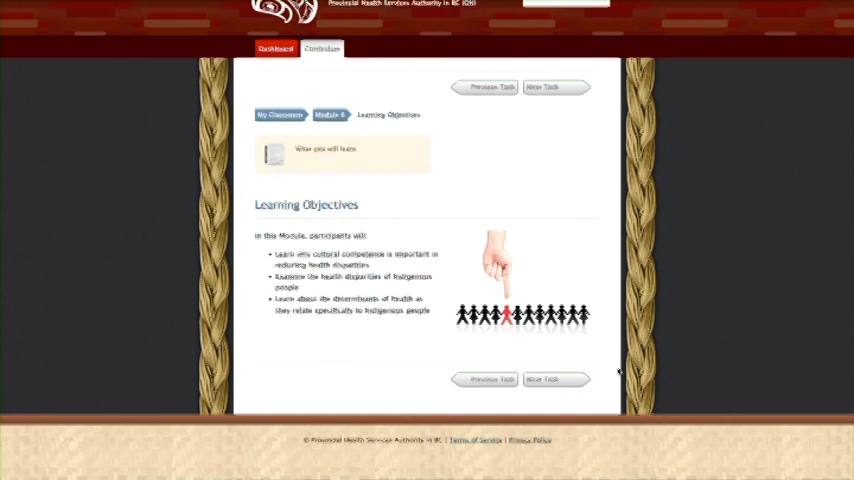 Provincial Health Services Authority in BC (CA)
Dashboard
Curriculum
Previous Task
Next Task
My Classroom
Module 6
Learning Objectives
What you will learn
Learning Objectives
In this Module, participants will:
• Learn why cultural competence is important in
reducing health disparities
• Examine the health disparities of Indigenous
people
• Learn about the determinants of health as
they relate specifically to Indigenous people
Previous Task
Next Task
© Provincial Health Services Authority in BC | Terms of Service | Privacy Policy